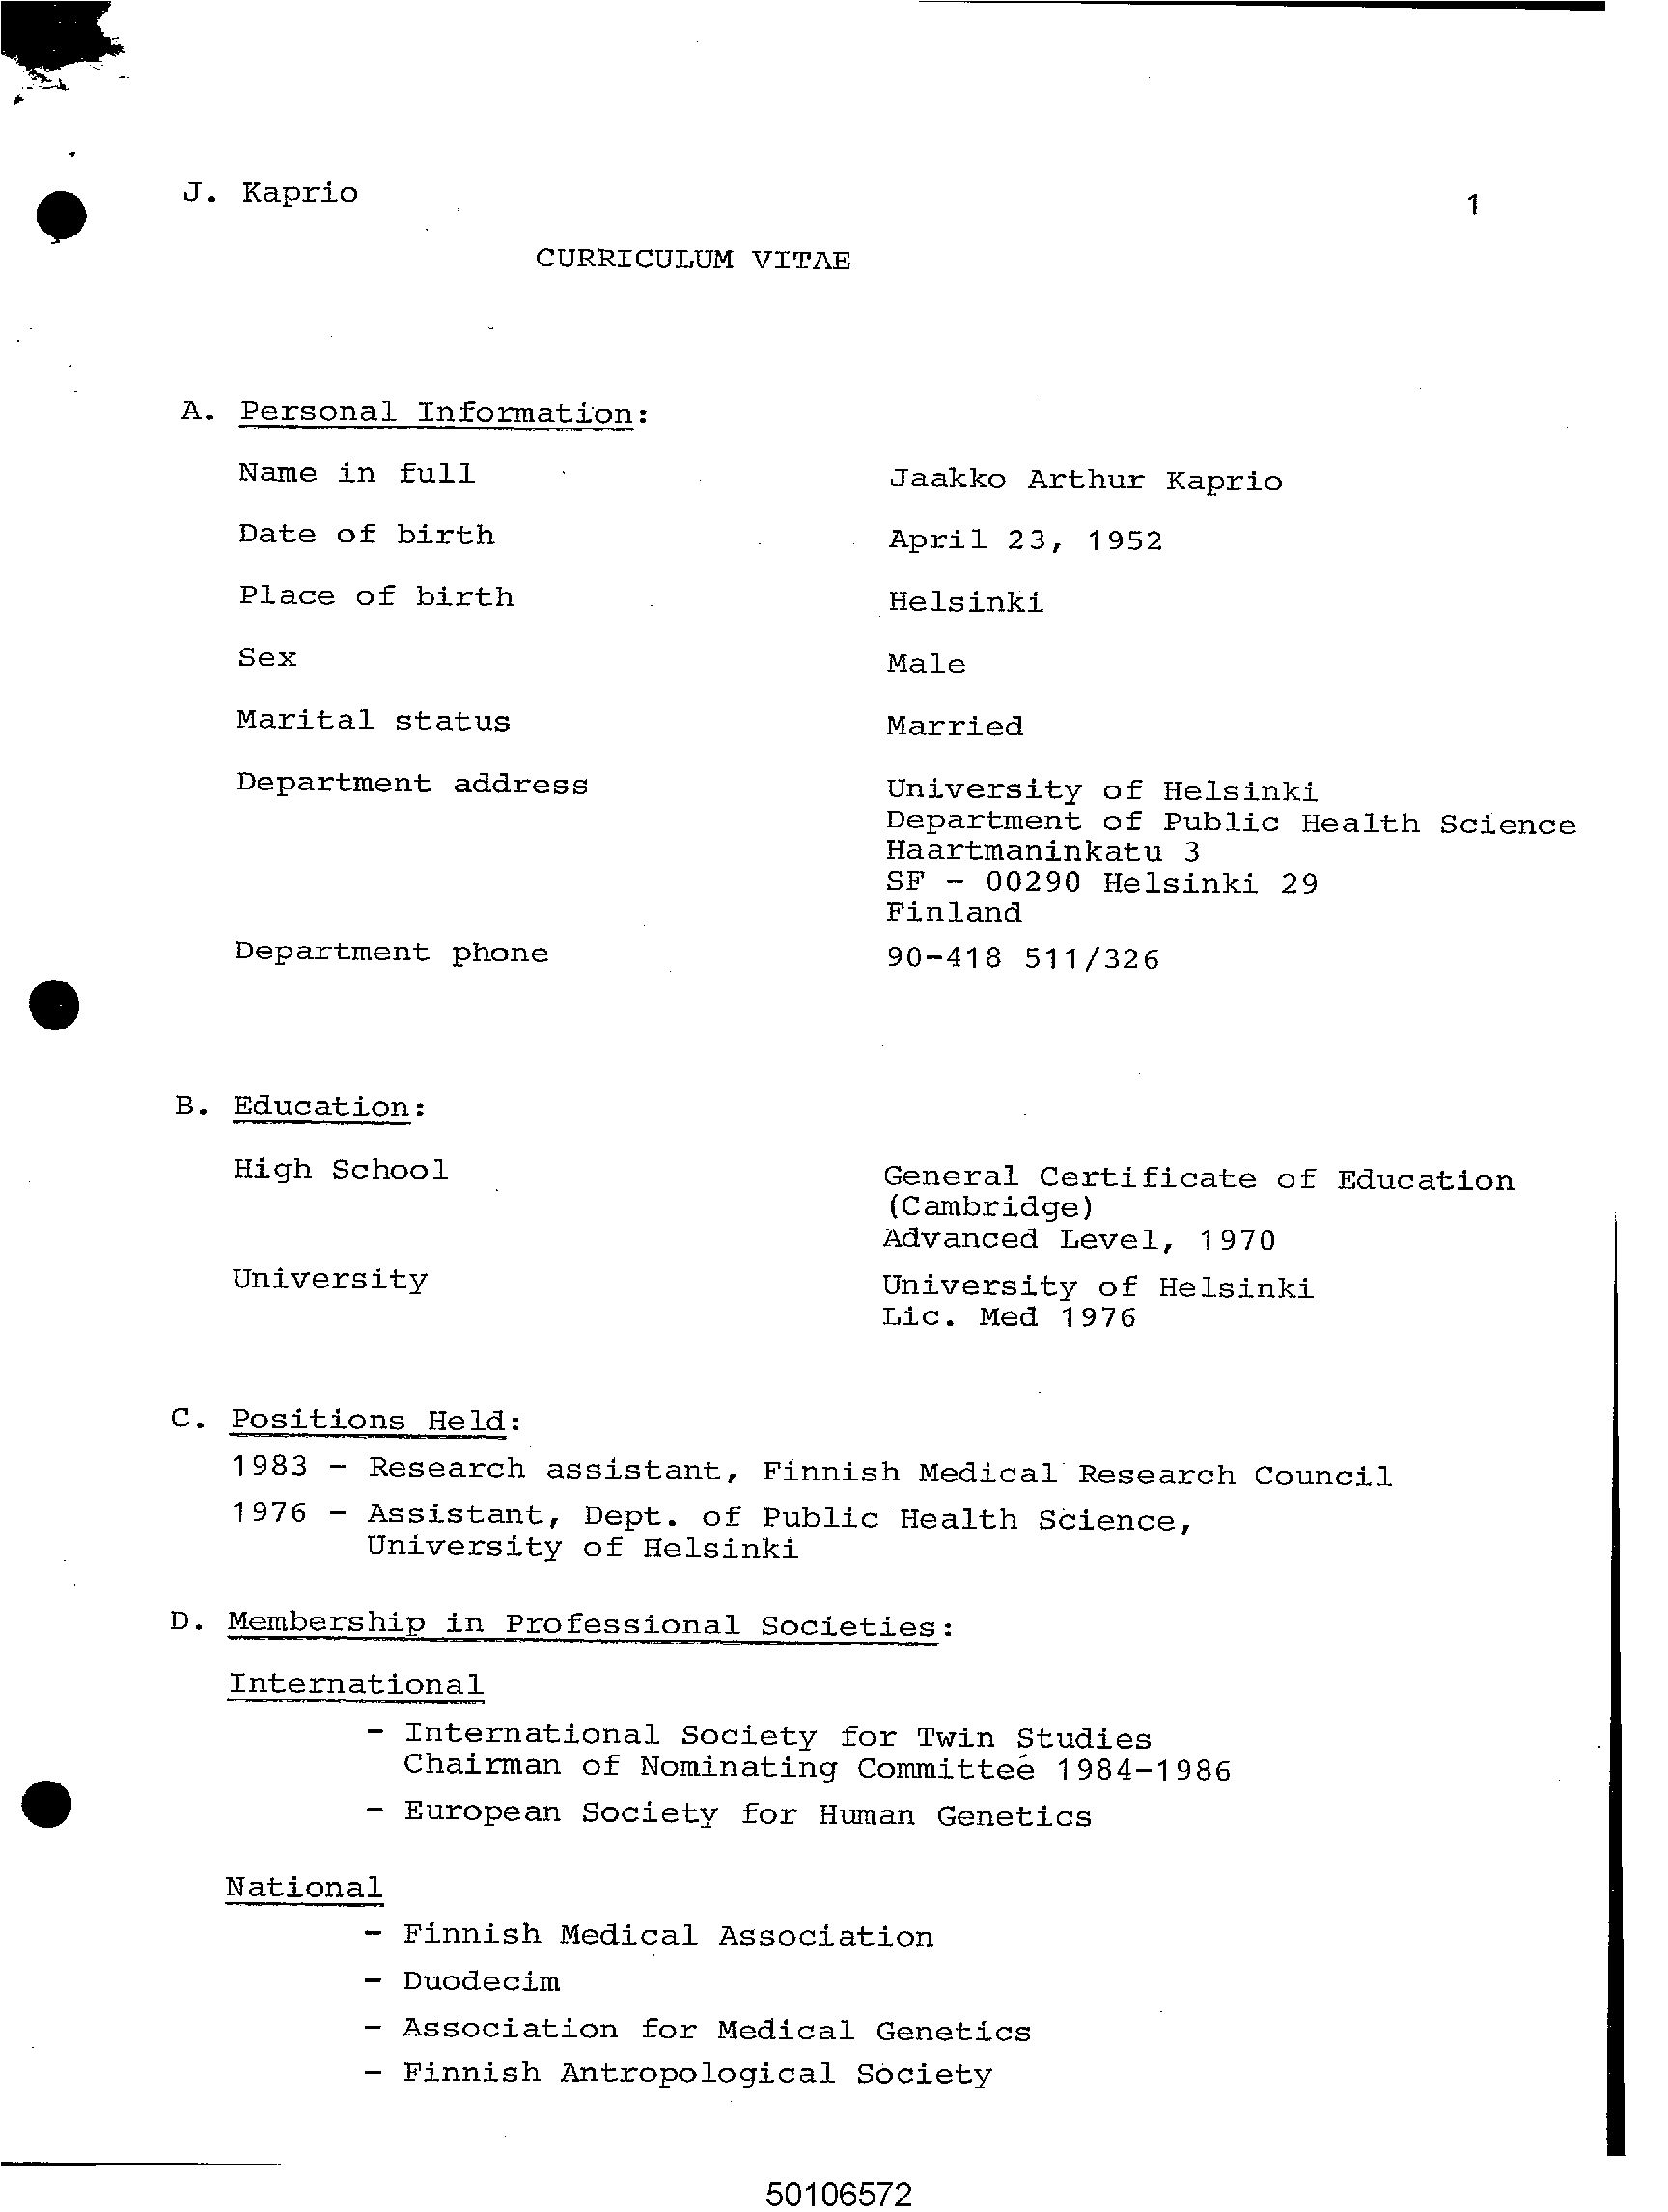 J. Kaprio
1
CURRICULUM VITAE
A. Personal Information:
Name in full Jaakko Arthur Kaprio
Date of birth April 23, 1952
Place of birth Helsinki
Sex Male
Marital status Married
Department address University of Helsinki
Department of Public Health Science
Haartmaninkatu 3
SF - 00290 Helsinki 29
Finland
Department phone 90-418 511/326
B. Education:
High School General Certificate of Education
(Cambridge)
Advanced Level, 1970
University University of Helsinki
Lic. Med 1976
C. Positions Held:
1983 - Research assistant, Finnish Medical Research Council
1976 - Assistant, Dept. of Public Health Science,
University of Helsinki
D. Membership in Professional Societies:
International
- International Society for Twin Studies
Chairman of Nominating Committee 1984-1986
- European Society for Human Genetics
National
- Finnish Medical Association
- Duodecim
- Association for Medical Genetics
- Finnish Antropological Society
50106572